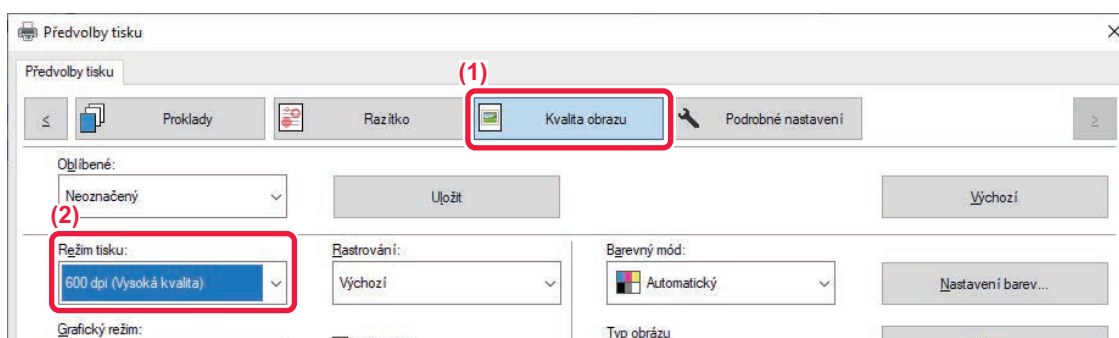 Předvolby tisku
Předvolby tisku
(1)
≤ Proklady Razítko Kvalita obrazu Podrobné nastavení ≥
Oblíbené:
Neoznačený Uložit Výchozí
(2)
Režim tisku: Rastrování: Barevný mód:
600 dpi (Vysoká kvalita) Výchozí Automatický Nastavení barev...
Grafický režim: Typ obrázu